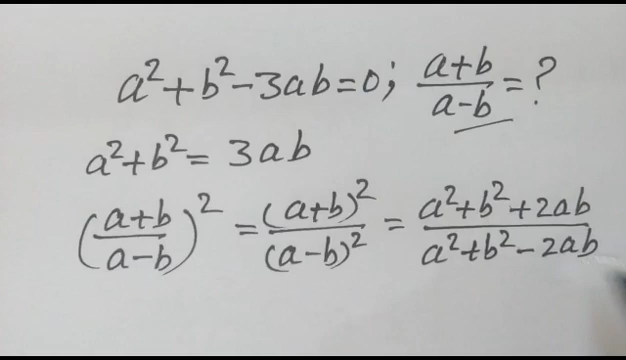 a²+b²-3ab=0; (a+b)/(a-b)=?
a²+b²=3ab
((a+b)/(a-b))²=(a+b)²/(a-b)²=(a²+b²+2ab)/(a²+b²-2ab)